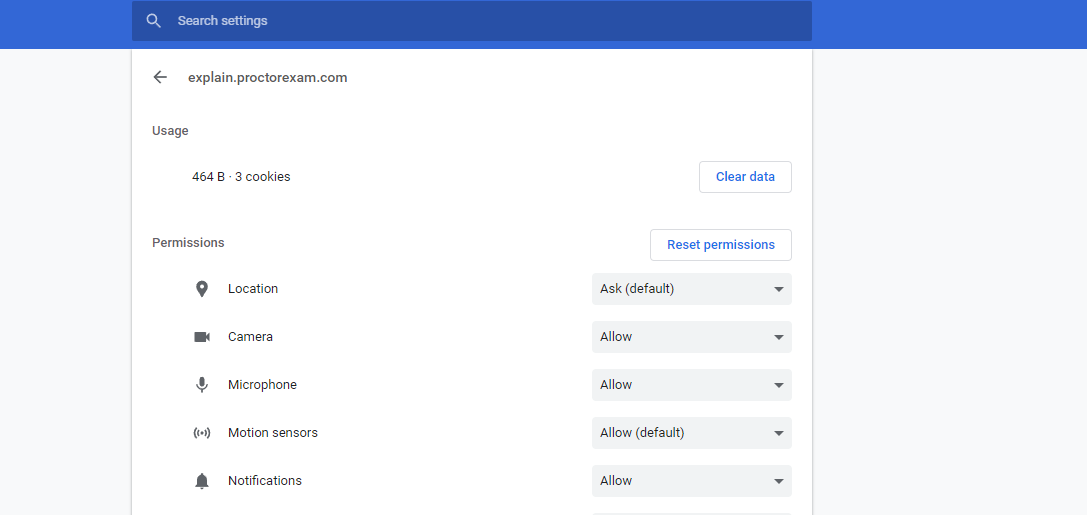 Search settings
explain.proctorexam.com
Usage
464 B · 3 cookies
Clear data
Permissions
Reset permissions
Location
Ask (default)
Camera
Allow
Microphone
Allow
Motion sensors
Allow (default)
Notifications
Allow